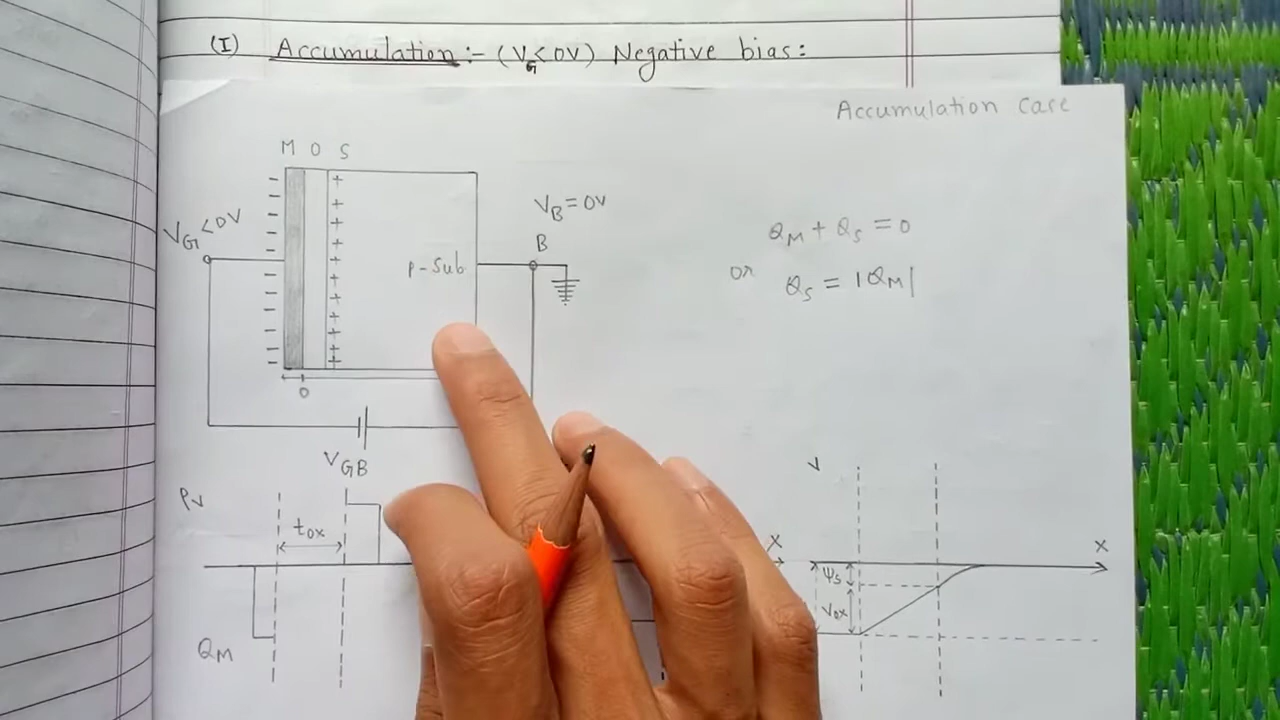 (I) Accumulation :- (VG<0V) Negative bias:
Accumulation case
M O S
VG<0V
VB=0V
B
P-Sub
QM + QS = 0
or QS = |QM|
0
VGB
V
ρv
tox
X
X
ψs
Vox
QM